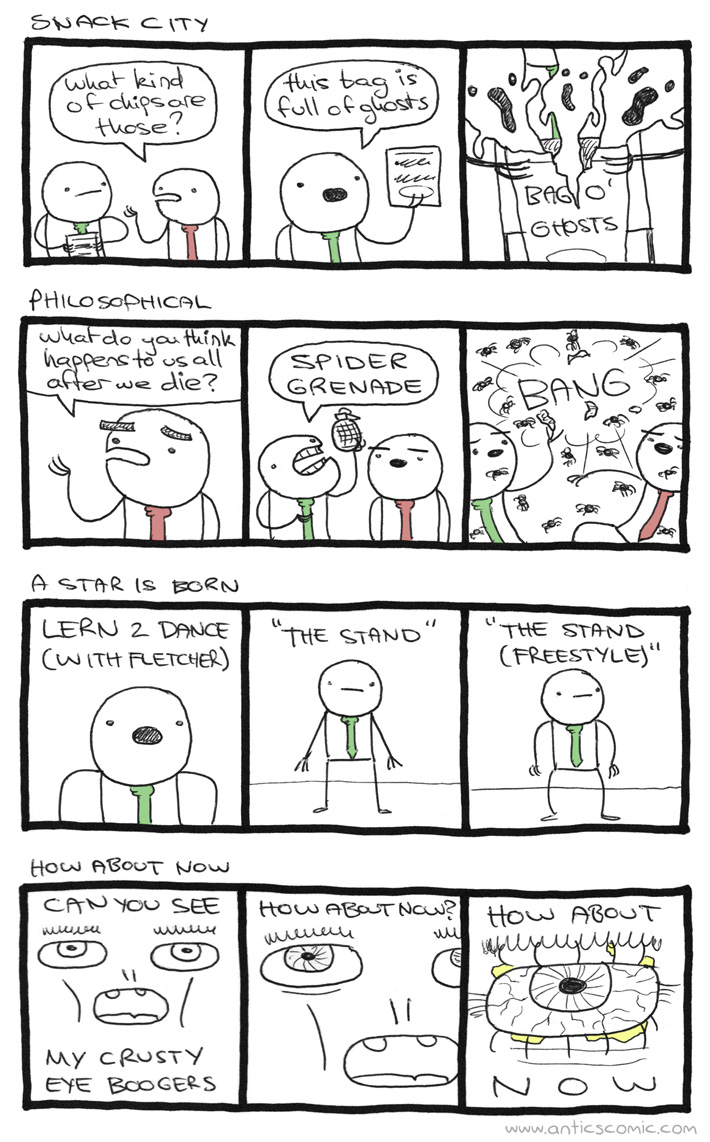 SNACK CITY
what kind
of chips are
those?
this bag is
full of ghosts
BAG O'
GHOSTS
PHILOSOPHICAL
what do you think
happens to us all
after we die?
SPIDER
GRENADE
BANG
A STAR IS BORN
LERN 2 DANCE
(WITH FLETCHER)
"THE STAND"
"THE STAND
(FREESTYLE)"
HOW ABOUT NOW
CAN YOU SEE
MY CRUSTY
EYE BOOGERS
HOW ABOUT NOW?
HOW ABOUT
NOW
www.anticscomic.com